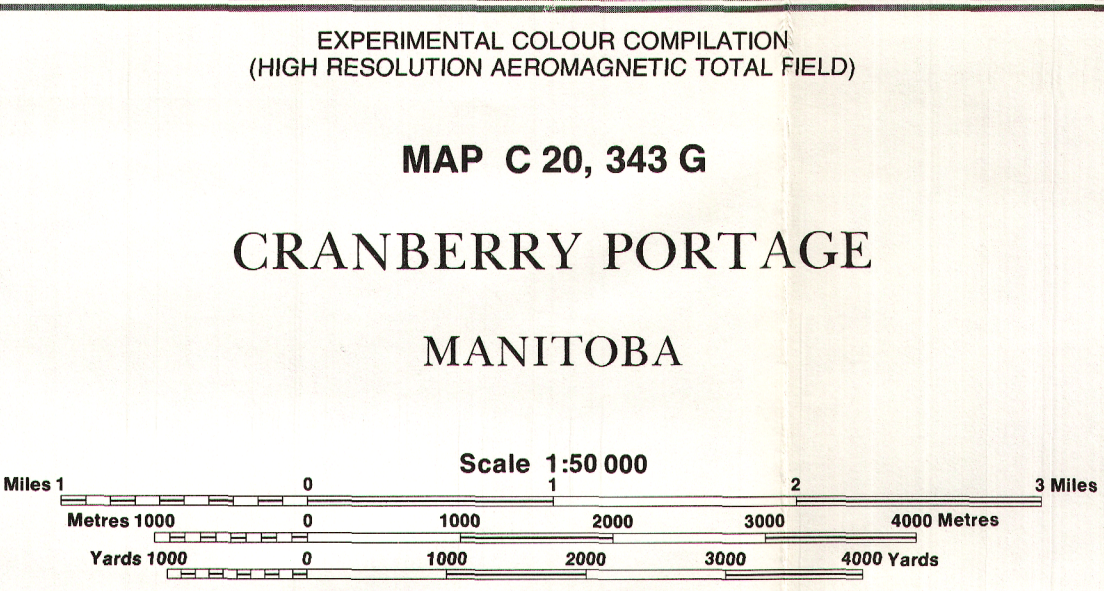 EXPERIMENTAL COLOUR COMPILATION
(HIGH RESOLUTION AEROMAGNETIC TOTAL FIELD)
MAP C 20, 343 G
CRANBERRY PORTAGE
MANITOBA
Scale 1:50 000
Miles 1 0 1 2 3 Miles
Metres 1000 0 1000 2000 3000 4000 Metres
Yards 1000 0 1000 2000 3000 4000 Yards